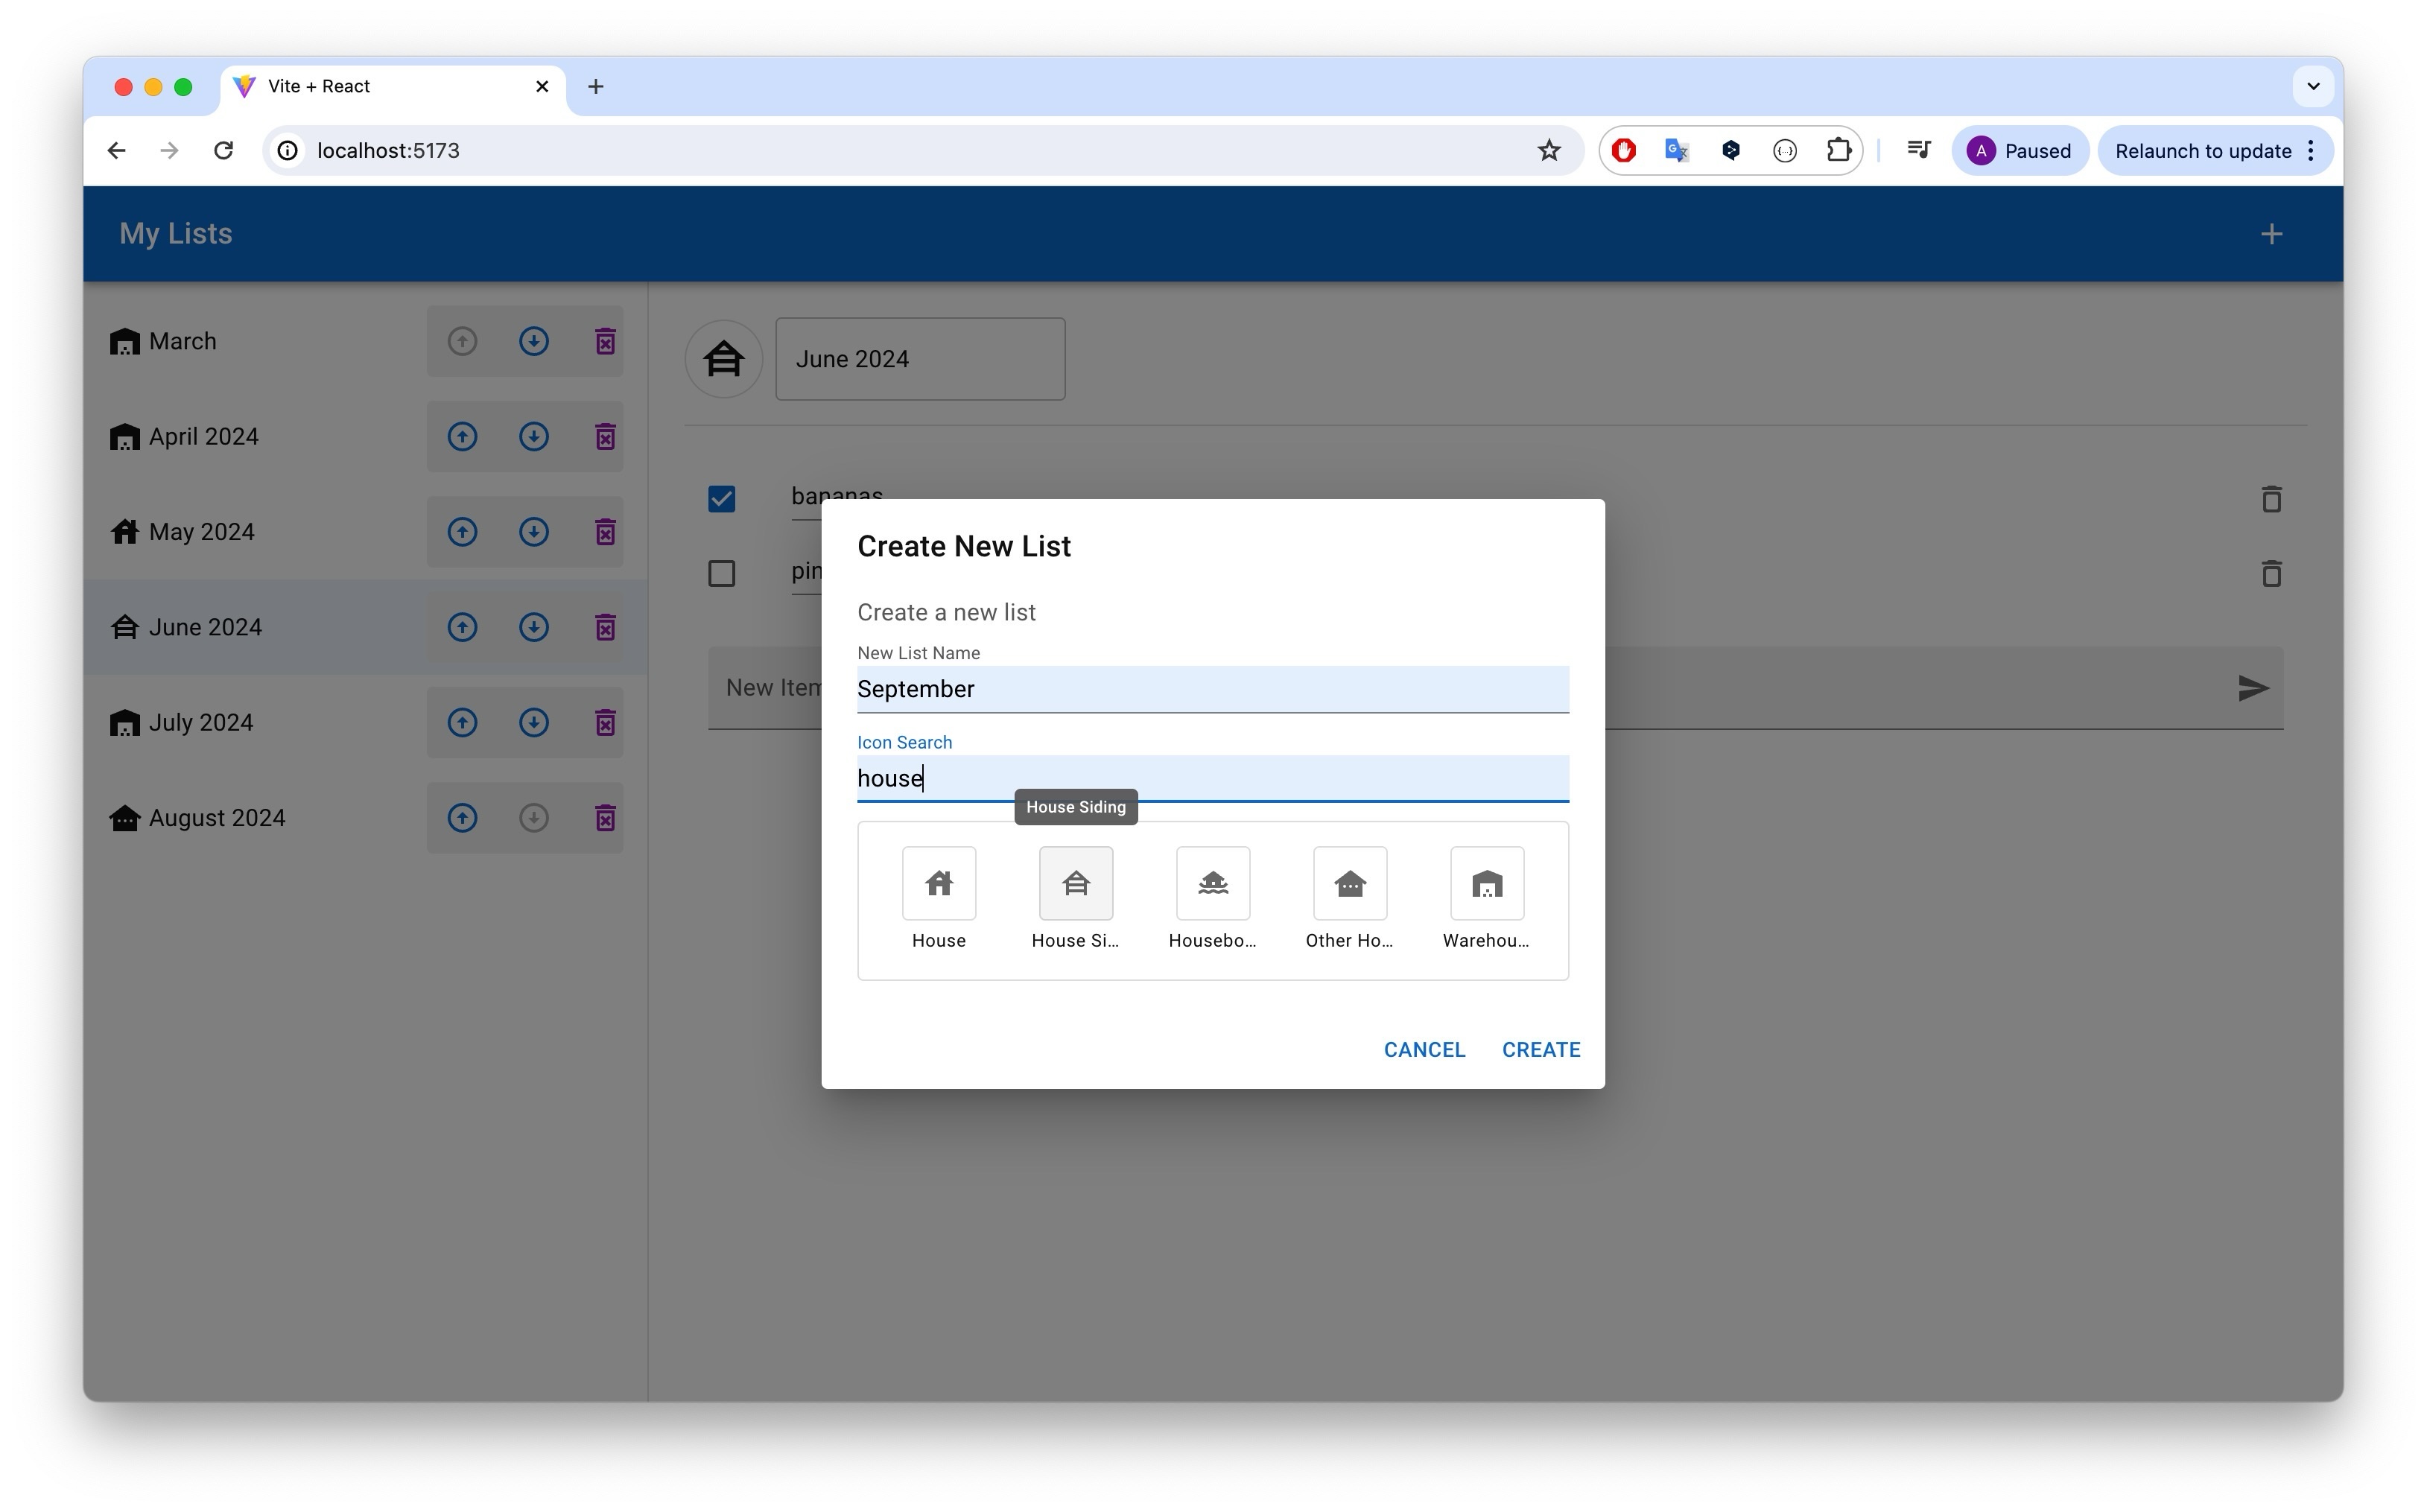 Vite + React
localhost:5173
A Paused
Relaunch to update
My Lists
March
April 2024
May 2024
June 2024
July 2024
August 2024
June 2024
bananas
pin
New Item
Create New List
Create a new list
New List Name
September
Icon Search
house
House Siding
House
House Si...
Housebo...
Other Ho...
Warehou...
CANCEL
CREATE